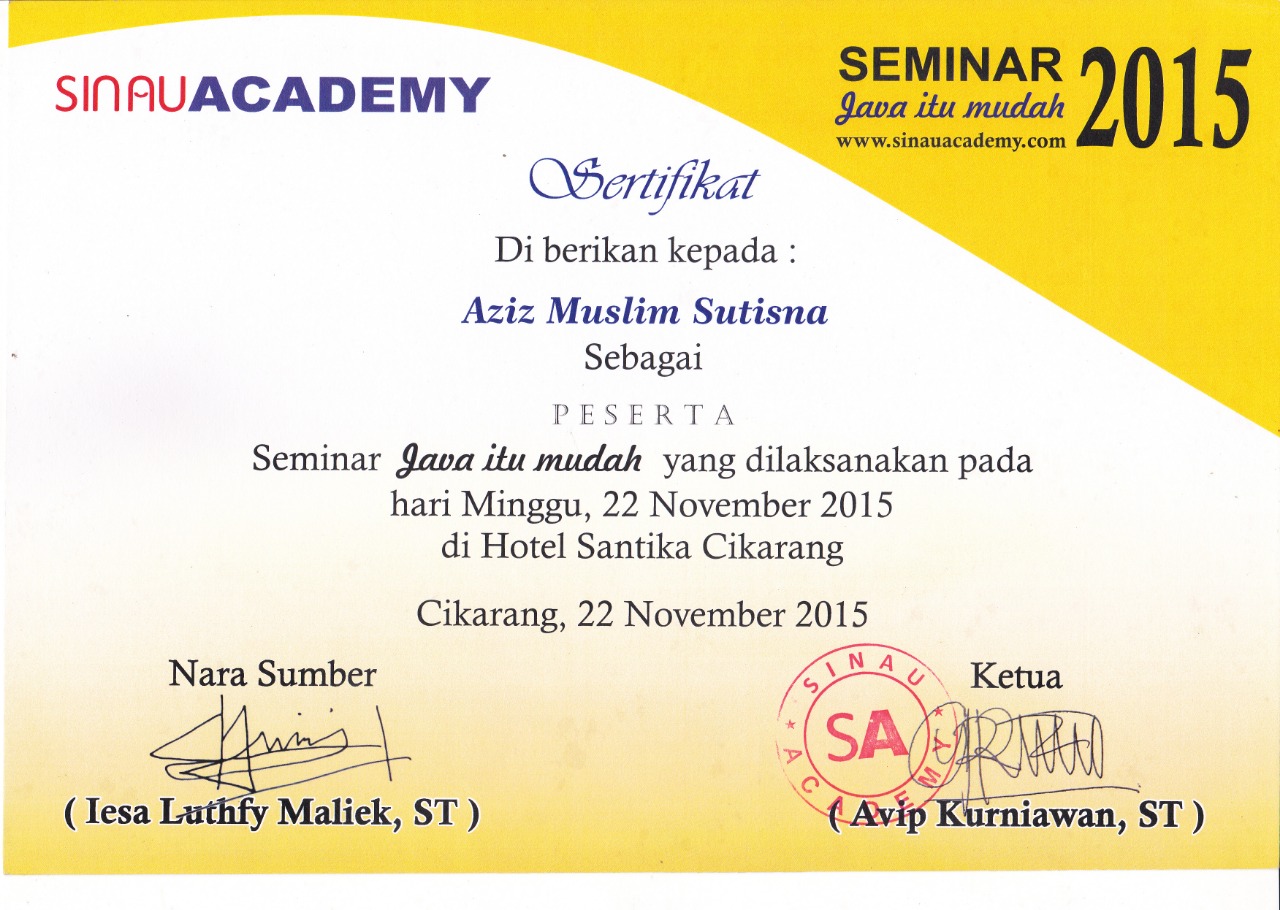 SINAUACADEMY
SEMINAR 2015
Java itu mudah
www.sinauacademy.com
Sertifikat
Di berikan kepada :
Aziz Muslim Sutisna
Sebagai
PESERTA
Seminar Java itu mudah yang dilaksanakan pada
hari Minggu, 22 November 2015
di Hotel Santika Cikarang
Cikarang, 22 November 2015
Nara Sumber
Ketua
SINAU
SA
ACADEMY
( Iesa Luthfy Maliek, ST )
( Avip Kurniawan, ST )